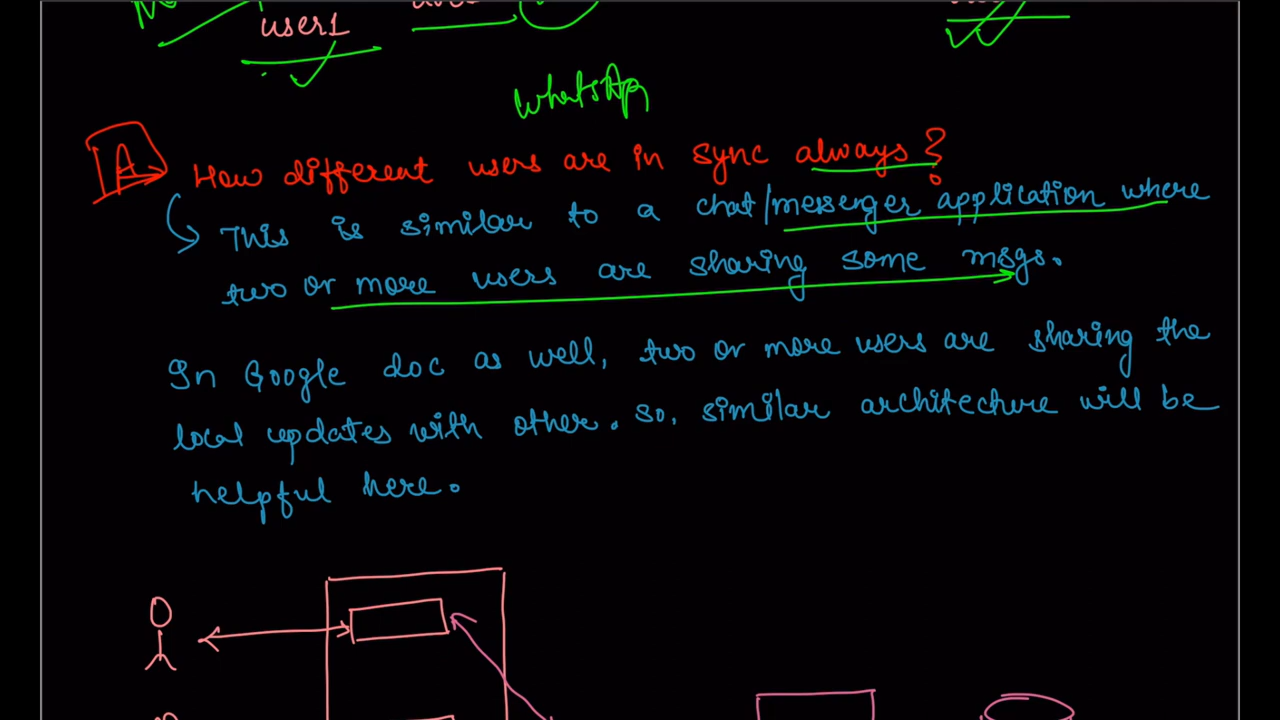 user1
WhatsAp
A
How different users are in sync always?
This is similar to a chat/messenger application where
two or more users are sharing some msgs.
In Google doc as well, two or more users are sharing the
local updates with other. so, similar architecture will be
helpful here.